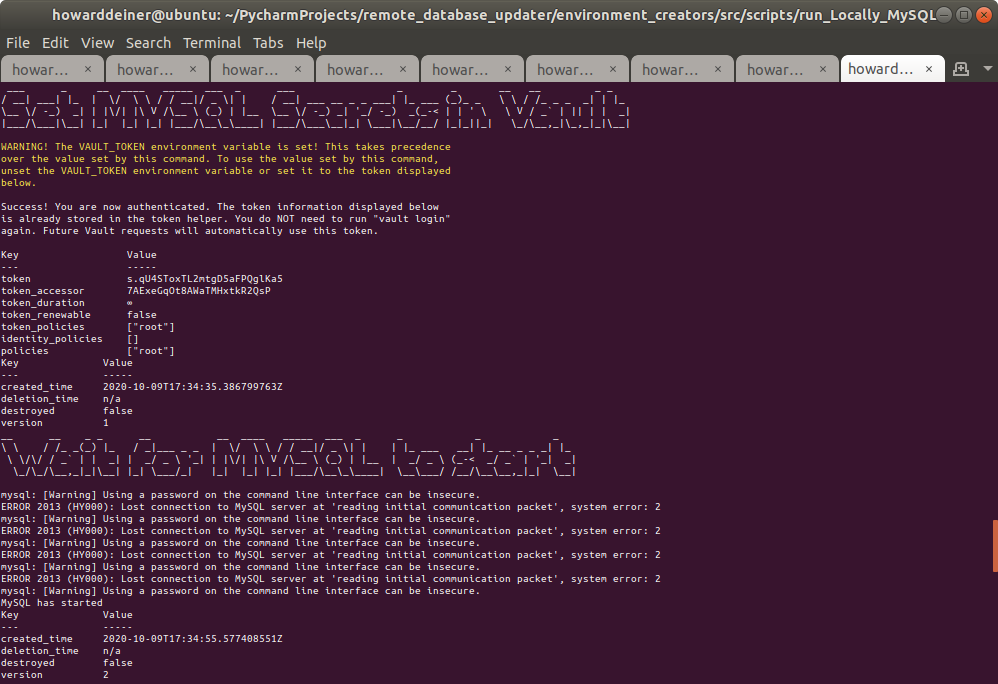 howarddeiner@ubuntu: ~/PycharmProjects/remote_database_updater/environment_creators/src/scripts/run_Locally_MySQL
File Edit View Search Terminal Tabs Help
howar... × howar... × howar... × howar... × howar... × howar... × howar... × howar... × howard... ×
Set MySQL Secrets in Vault
WARNING! The VAULT_TOKEN environment variable is set! This takes precedence
over the value set by this command. To use the value set by this command,
unset the VAULT_TOKEN environment variable or set it to the token displayed
below.
Success! You are now authenticated. The token information displayed below
is already stored in the token helper. You do NOT need to run "vault login"
again. Future Vault requests will automatically use this token.
Key Value
--- -----
token s.qU4SToxTL2mtgD5aFPQglKa5
token_accessor 7AExeGqOt8AWaTMHxtkR2QsP
token_duration ∞
token_renewable false
token_policies ["root"]
identity_policies []
policies ["root"]
Key Value
--- -----
created_time 2020-10-09T17:34:35.386799763Z
deletion_time n/a
destroyed false
version 1
Wait for MySQL to start
mysql: [Warning] Using a password on the command line interface can be insecure.
ERROR 2013 (HY000): Lost connection to MySQL server at 'reading initial communication packet', system error: 2
mysql: [Warning] Using a password on the command line interface can be insecure.
ERROR 2013 (HY000): Lost connection to MySQL server at 'reading initial communication packet', system error: 2
mysql: [Warning] Using a password on the command line interface can be insecure.
ERROR 2013 (HY000): Lost connection to MySQL server at 'reading initial communication packet', system error: 2
mysql: [Warning] Using a password on the command line interface can be insecure.
ERROR 2013 (HY000): Lost connection to MySQL server at 'reading initial communication packet', system error: 2
mysql: [Warning] Using a password on the command line interface can be insecure.
MySQL has started
Key Value
--- -----
created_time 2020-10-09T17:34:55.577408551Z
deletion_time n/a
destroyed false
version 2